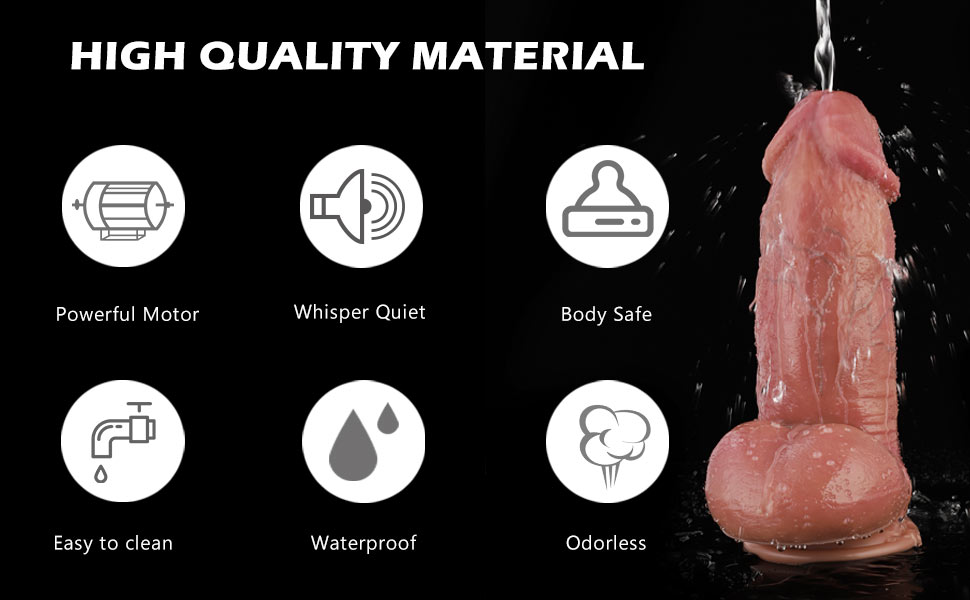 HIGH QUALITY MATERIAL
Powerful Motor
Whisper Quiet
Body Safe
Easy to clean
Waterproof
Odorless